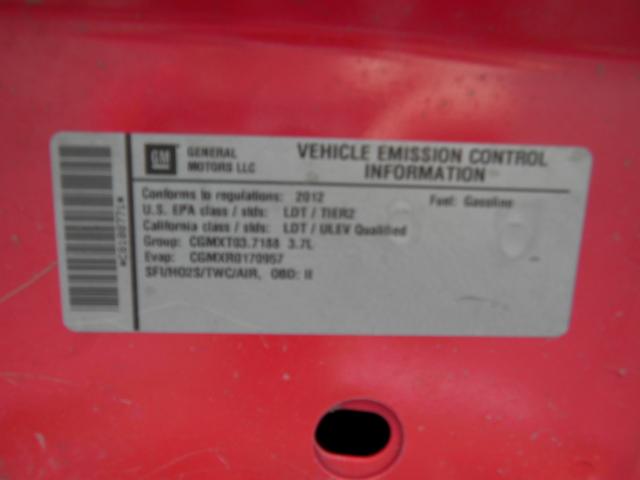 GM
GENERAL MOTORS LLC
VEHICLE EMISSION CONTROL INFORMATION
Conforms to regulations: 2012 Fuel: Gasoline
U.S. EPA class / stds: LDT / TIER2
California class / stds: LDT / ULEV Qualified
Group: CGMXT03.7188 3.7L
Evap: CGMXR0170957
SFI/HO2S/TWC/AIR, OBD: II